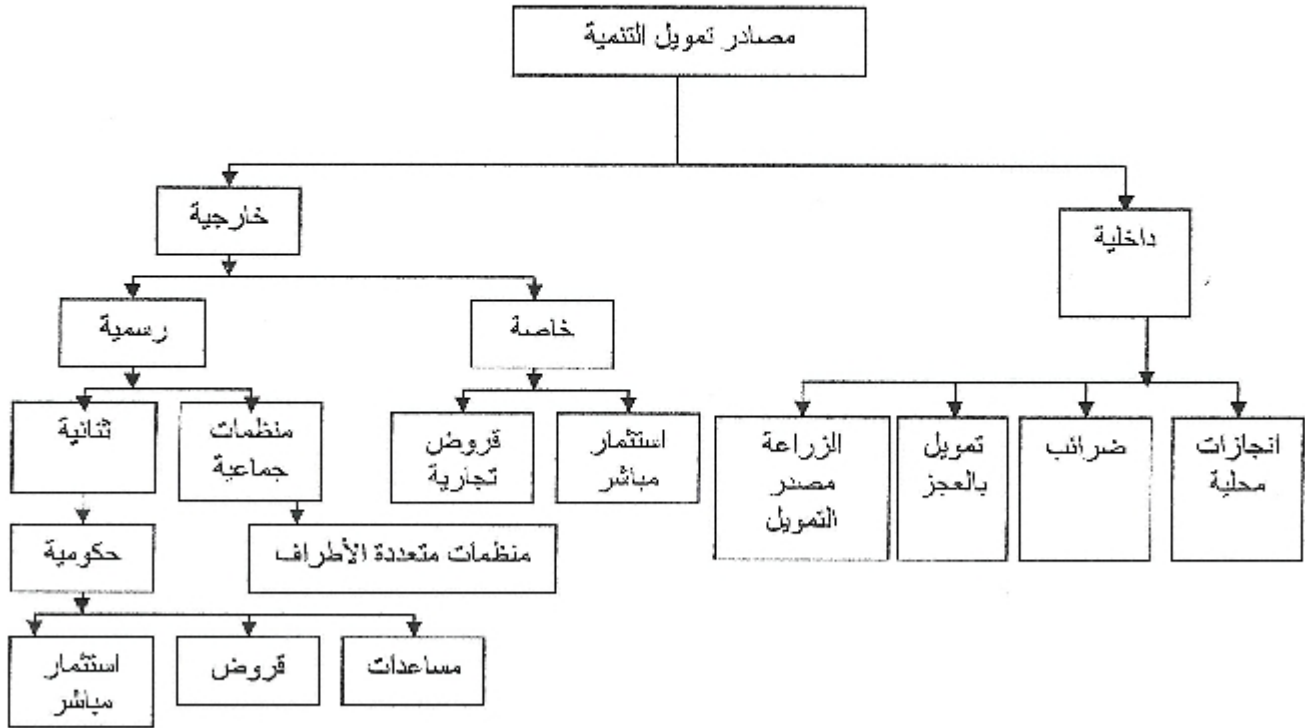 مصادر تمويل التنمية
داخلية
خارجية
خاصة
رسمية
انجازات
محلية
ضرائب
تمويل
بالعجز
الزراعة
مصدر
التمويل
استثمار
مباشر
قروض
تجارية
منظمات
جماعية
ثنائية
منظمات متعددة الأطراف
حكومية
مساعدات
قروض
استثمار
مباشر